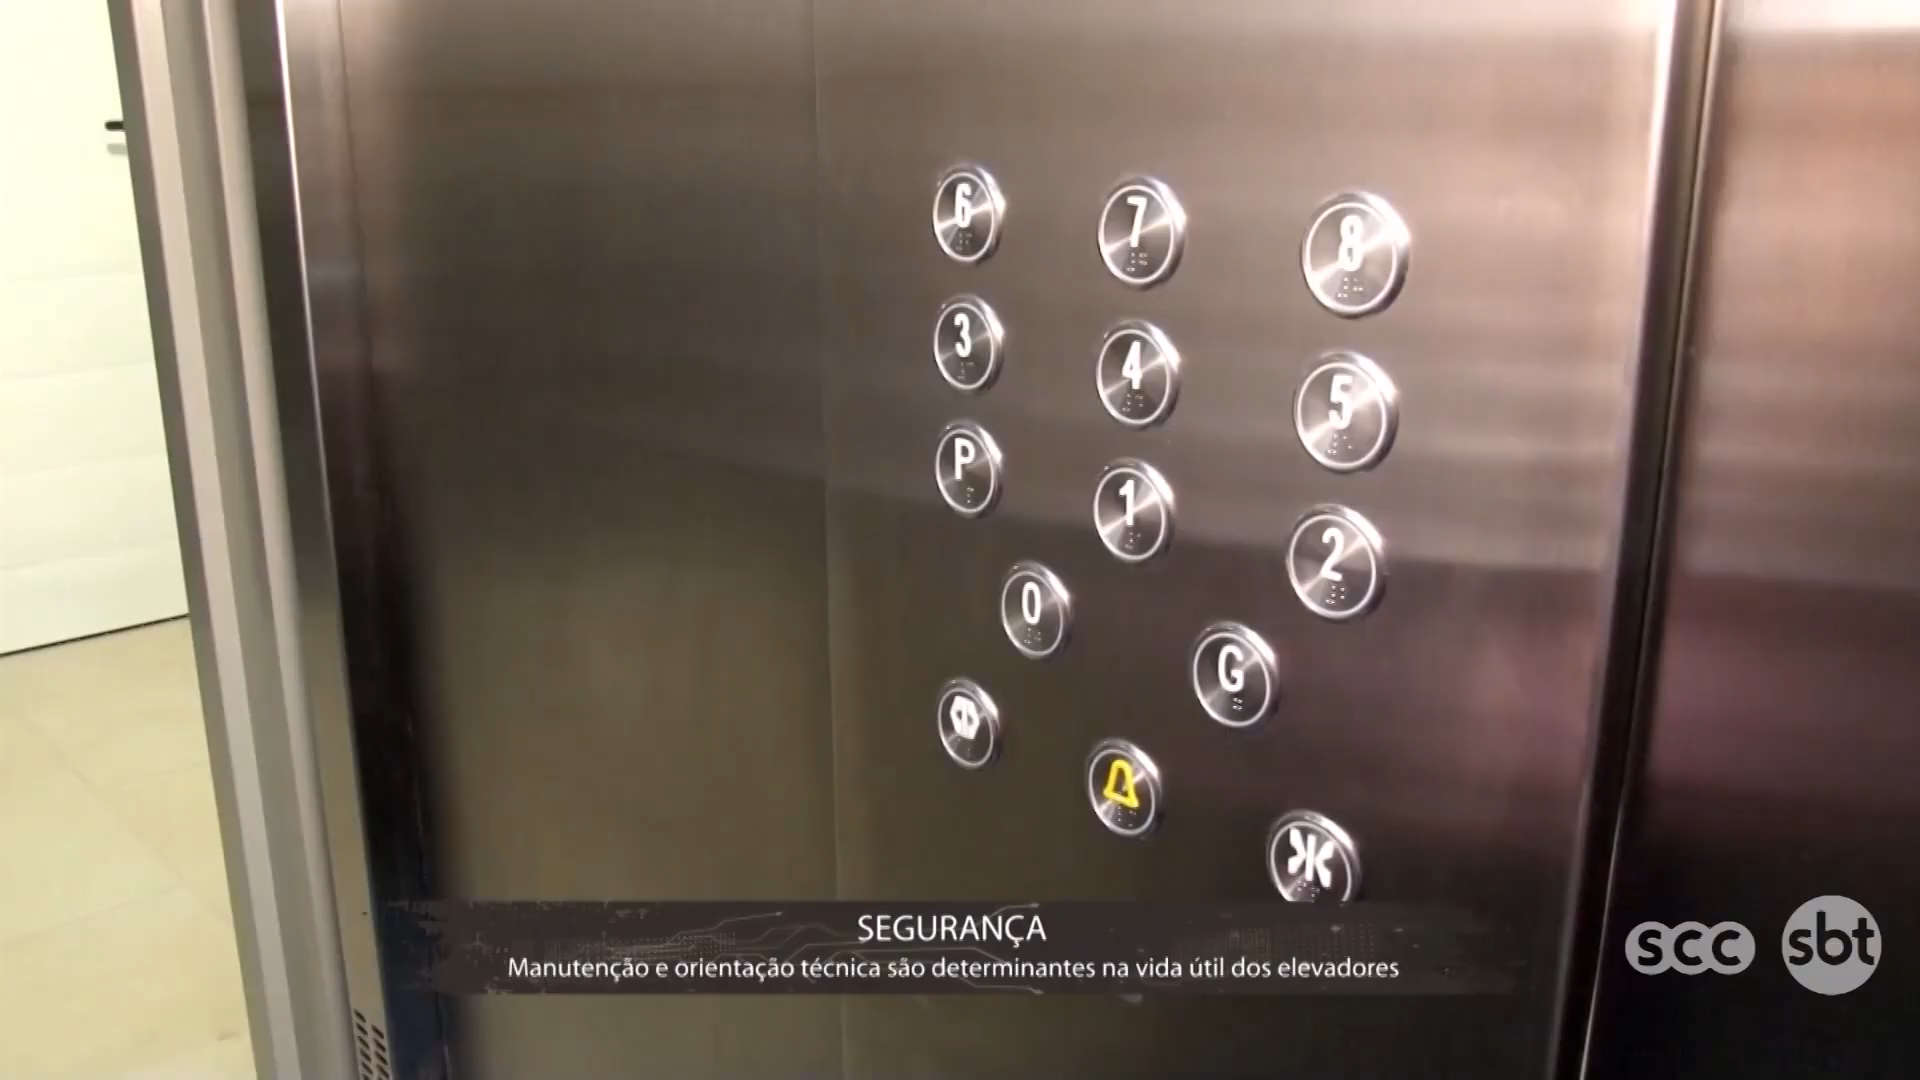 6 7 8
3 4 5
P 1 2
0 G
SEGURANÇA
Manutenção e orientação técnica são determinantes na vida útil dos elevadores
scc sbt